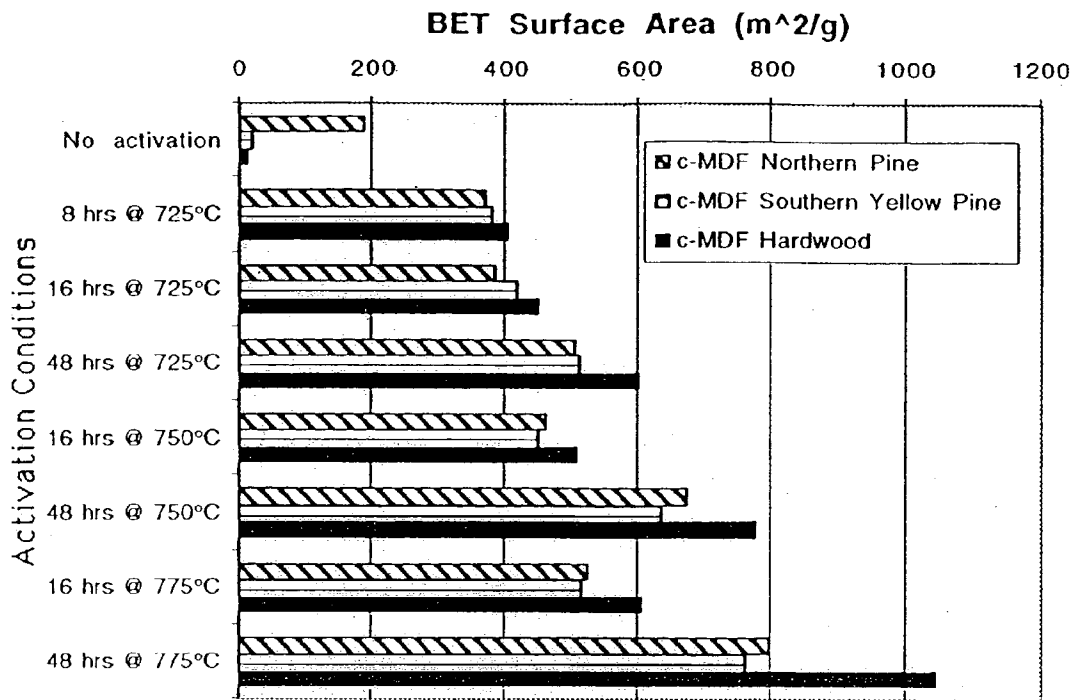 BET Surface Area (m^2/g)
0 200 400 600 800 1000 1200
c-MDF Northern Pine
c-MDF Southern Yellow Pine
c-MDF Hardwood
Activation Conditions
No activation
8 hrs @ 725°C
16 hrs @ 725°C
48 hrs @ 725°C
16 hrs @ 750°C
48 hrs @ 750°C
16 hrs @ 775°C
48 hrs @ 775°C